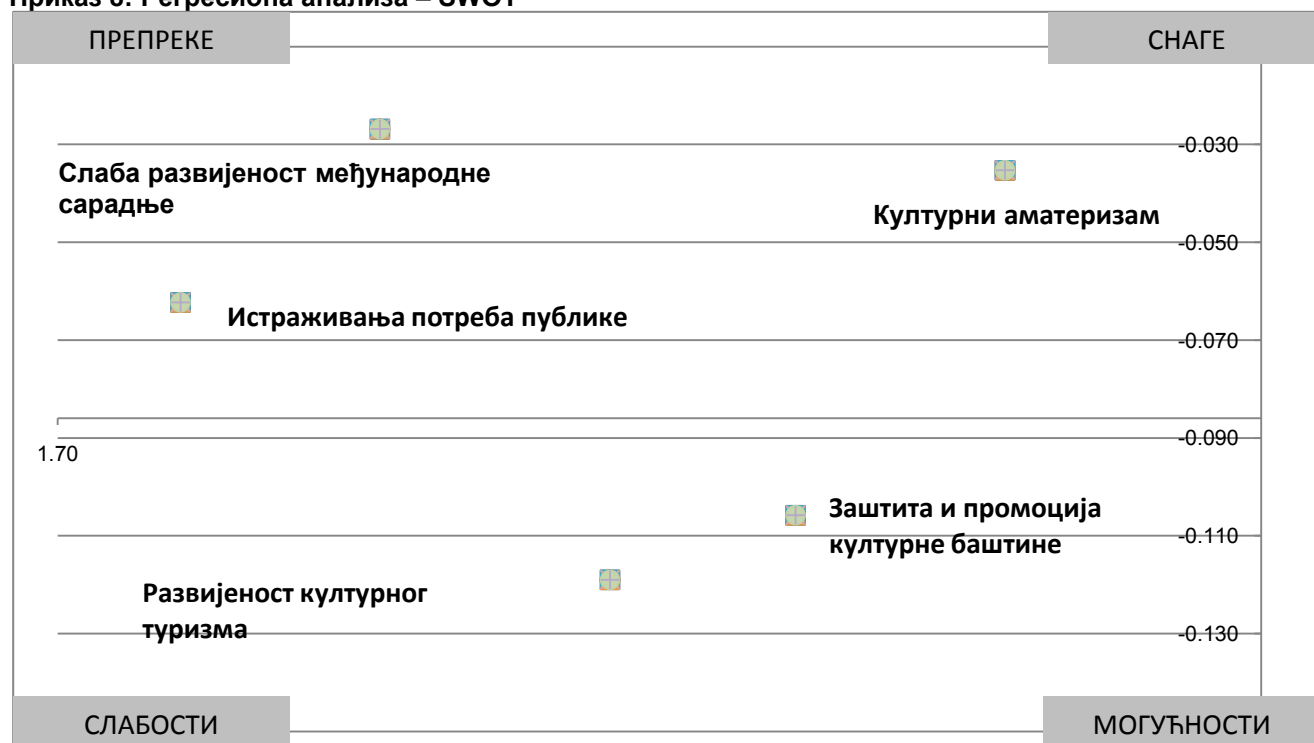 Приказ 6: Регресиона анализа – SWOT
ПРЕПРЕКЕ
СНАГЕ
-0.030
Слаба развијеност међународне
сарадње
Културни аматеризам
-0.050
Истраживања потреба публике
-0.070
-0.090
1.70
Заштита и промоција
културне баштине
-0.110
Развијеност културног
туризма
-0.130
СЛАБОСТИ
МОГУЋНОСТИ